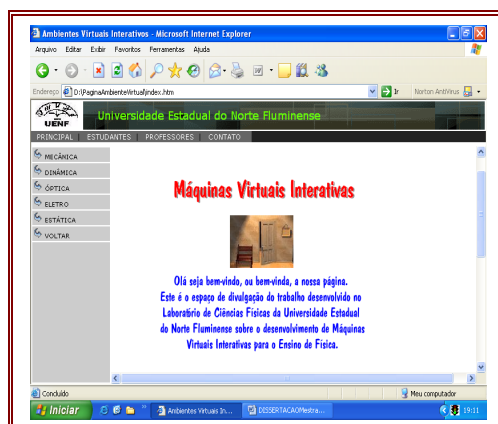 Ambientes Virtuais Interativos - Microsoft Internet Explorer
Arquivo Editar Exibir Favoritos Ferramentas Ajuda
Endereço D:\PaginaAmbienteVirtual\index.htm Ir Norton AntiVirus
UENF Universidade Estadual do Norte Fluminense
PRINCIPAL | ESTUDANTES | PROFESSORES | CONTATO
MECÂNICA
DINÂMICA
ÓPTICA
ELETRO
ESTÁTICA
VOLTAR
Máquinas Virtuais Interativas
Olá seja bem-vindo, ou bem-vinda, a nossa página.
Este é o espaço de divulgação do trabalho desenvolvido no
Laboratório de Ciências Físicas da Universidade Estadual
do Norte Fluminense sobre o desenvolvimento de Máquinas
Virtuais Interativas para o Ensino de Física.
Concluído Meu computador
Iniciar Ambientes Virtuais In... DISSERTACAOMestra... 19:11